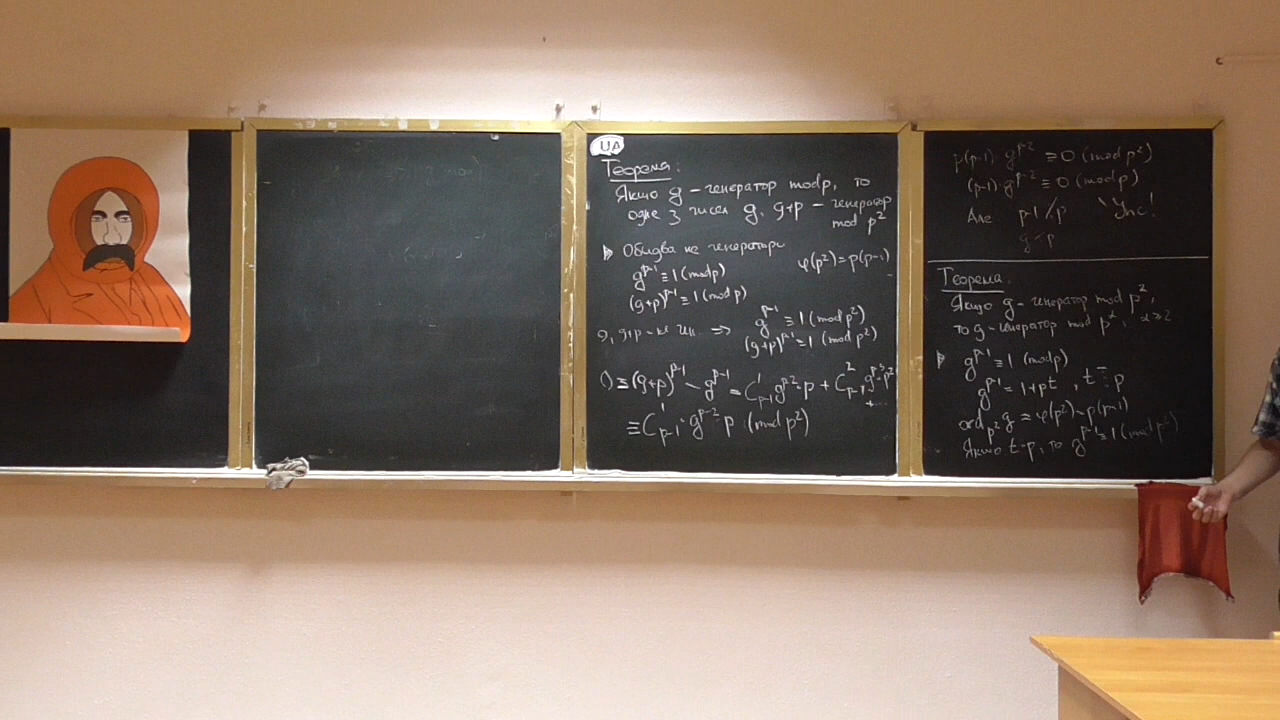 UA
Теорема:
Якщо g – генератор mod p, то
одне з чисел g, g+p – генератор
mod p²
Обидва не генератори
φ(p²) = p(p-1)
g^{p-1} ≡ 1 (mod p)
(g+p)^{p-1} ≡ 1 (mod p)
g, g+p – не ген. ⇒ g^{p-1} ≡ 1 (mod p²)
(g+p)^{p-1} ≡ 1 (mod p²)
0 ≡ (g+p)^{p-1} – g^{p-1} = C^1_{p-1} g^{p-2} · p + C^2_{p-1} g^{p-3} · p² + ...
≡ C^1_{p-1} · g^{p-2} · p (mod p²)
p(p-1) g^{p-2} ≡ 0 (mod p²)
(p-1) g^{p-2} ≡ 0 (mod p)
Але p-1 ⋮̸ p Упс!
Теорема.
Якщо g – генератор mod p²,
то g – генератор mod p^α, α ≥ 2
g^{p-1} ≡ 1 (mod p)
g^{p-1} = 1 + pt,
ord_{p²} g = φ(p²) = p(p-1)
Якщо t ⋮ p, то g^{p-1} ≡ 1 (mod p²)